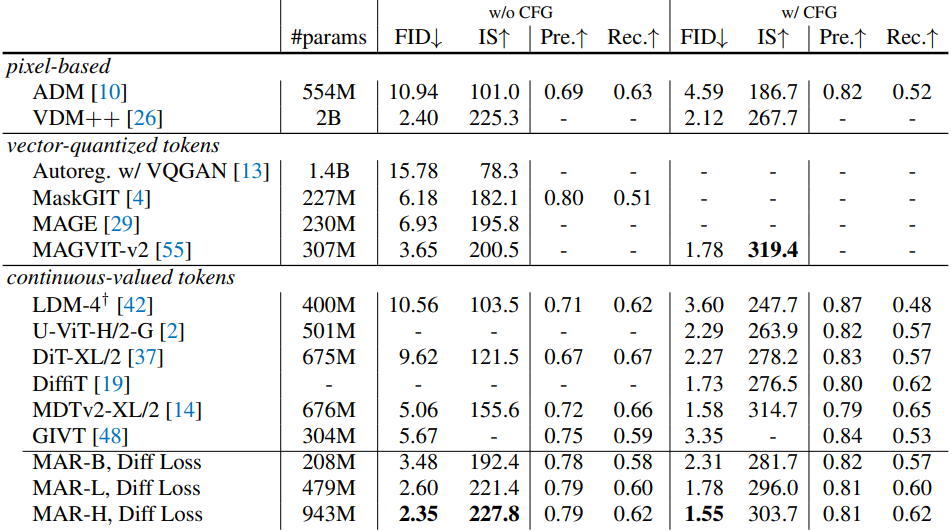 w/o CFG w/ CFG
#params FID↓ IS↑ Pre.↑ Rec.↑ FID↓ IS↑ Pre.↑ Rec.↑
pixel-based
ADM [10] 554M 10.94 101.0 0.69 0.63 4.59 186.7 0.82 0.52
VDM++ [26] 2B 2.40 225.3 - - 2.12 267.7 - -
vector-quantized tokens
Autoreg. w/ VQGAN [13] 1.4B 15.78 78.3 - - - - - -
MaskGIT [4] 227M 6.18 182.1 0.80 0.51 - - - -
MAGE [29] 230M 6.93 195.8 - - - - - -
MAGVIT-v2 [55] 307M 3.65 200.5 - - 1.78 319.4 - -
continuous-valued tokens
LDM-4† [42] 400M 10.56 103.5 0.71 0.62 3.60 247.7 0.87 0.48
U-ViT-H/2-G [2] 501M - - - - 2.29 263.9 0.82 0.57
DiT-XL/2 [37] 675M 9.62 121.5 0.67 0.67 2.27 278.2 0.83 0.57
DiffiT [19] - - - - - 1.73 276.5 0.80 0.62
MDTv2-XL/2 [14] 676M 5.06 155.6 0.72 0.66 1.58 314.7 0.79 0.65
GIVT [48] 304M 5.67 - 0.75 0.59 3.35 - 0.84 0.53
MAR-B, Diff Loss 208M 3.48 192.4 0.78 0.58 2.31 281.7 0.82 0.57
MAR-L, Diff Loss 479M 2.60 221.4 0.79 0.60 1.78 296.0 0.81 0.60
MAR-H, Diff Loss 943M 2.35 227.8 0.79 0.62 1.55 303.7 0.81 0.62